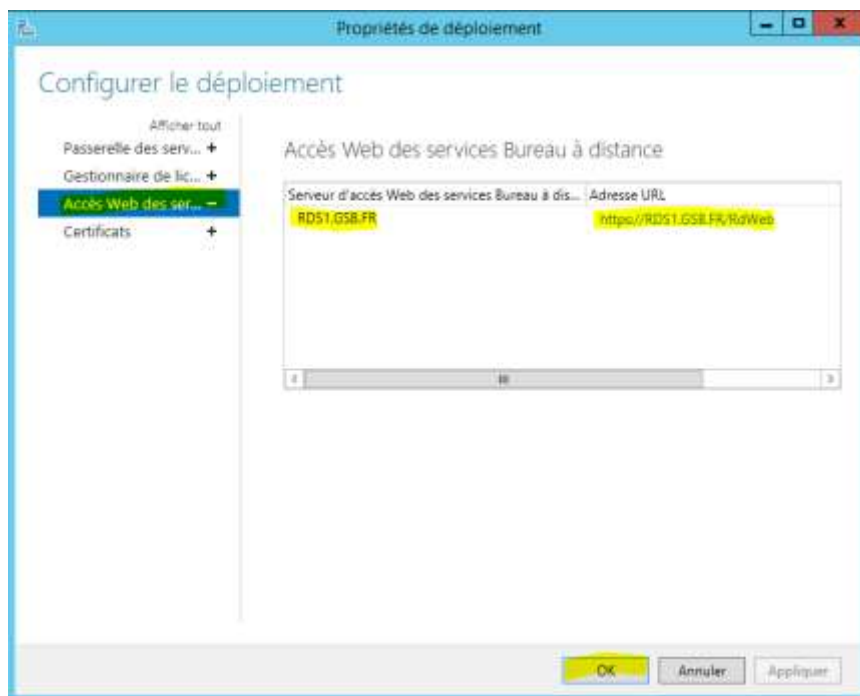 Propriétés de déploiement
Configurer le déploiement
Afficher tout
Passerelle des serv... +
Gestionnaire de lic... +
Accès Web des ser... −
Certificats +
Accès Web des services Bureau à distance
Serveur d'accès Web des services Bureau à dis... Adresse URL
RDS1.GSB.FR https://RDS1.GSB.FR/RdWeb
OK Annuler Appliquer